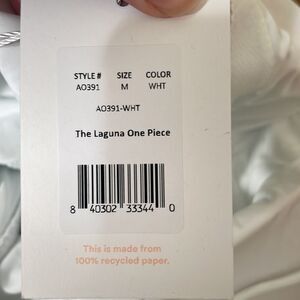 STYLE # SIZE COLOR
AO391 M WHT
AO391-WHT
The Laguna One Piece
8 40302 33344 0
This is made from
100% recycled paper.